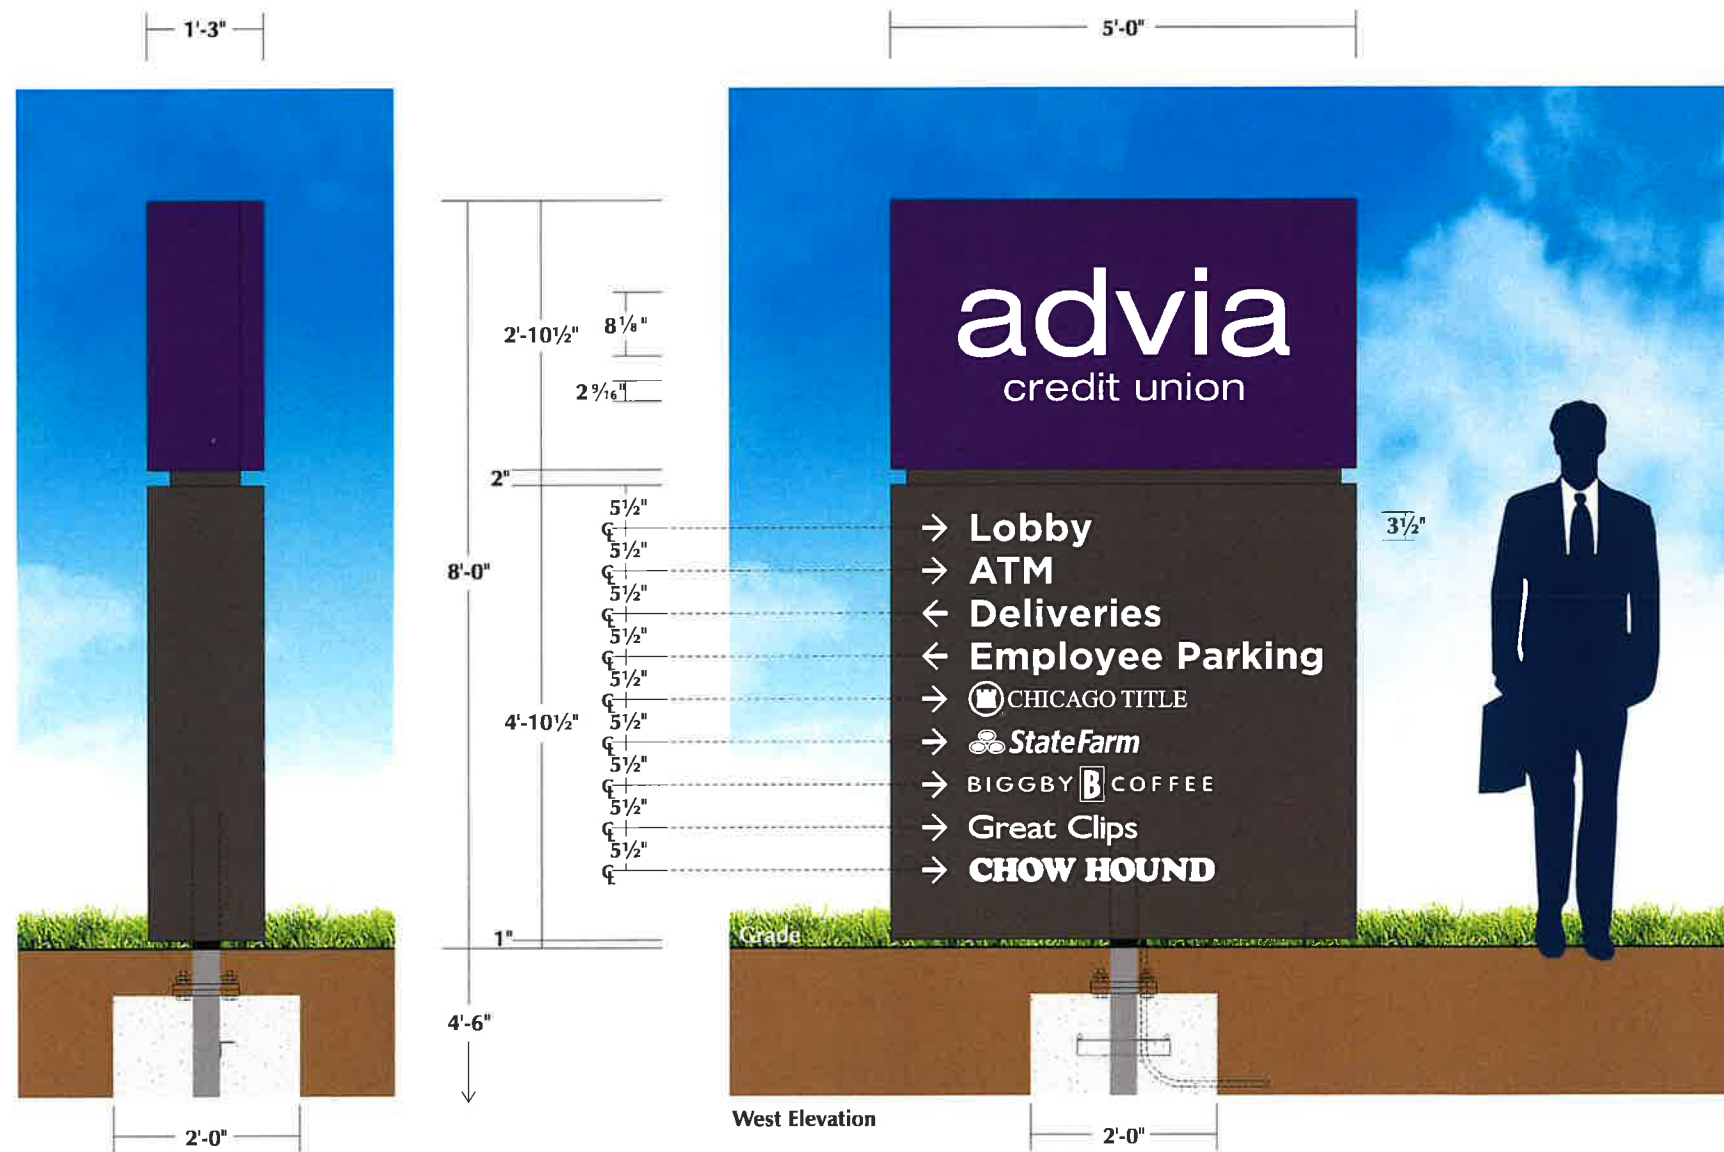 1'-3"
5'-0"
advia
credit union
2'-10½"
8⅛"
2 9/16"
2"
5½"
5½"
5½"
5½"
5½"
5½"
5½"
5½"
5½"
3½"
8'-0"
4'-10½"
→ Lobby
→ ATM
← Deliveries
← Employee Parking
→ CHICAGO TITLE
→ State Farm
→ BIGGBY B COFFEE
→ Great Clips
→ CHOW HOUND
1"
Grade
4'-6"
West Elevation
2'-0"
2'-0"